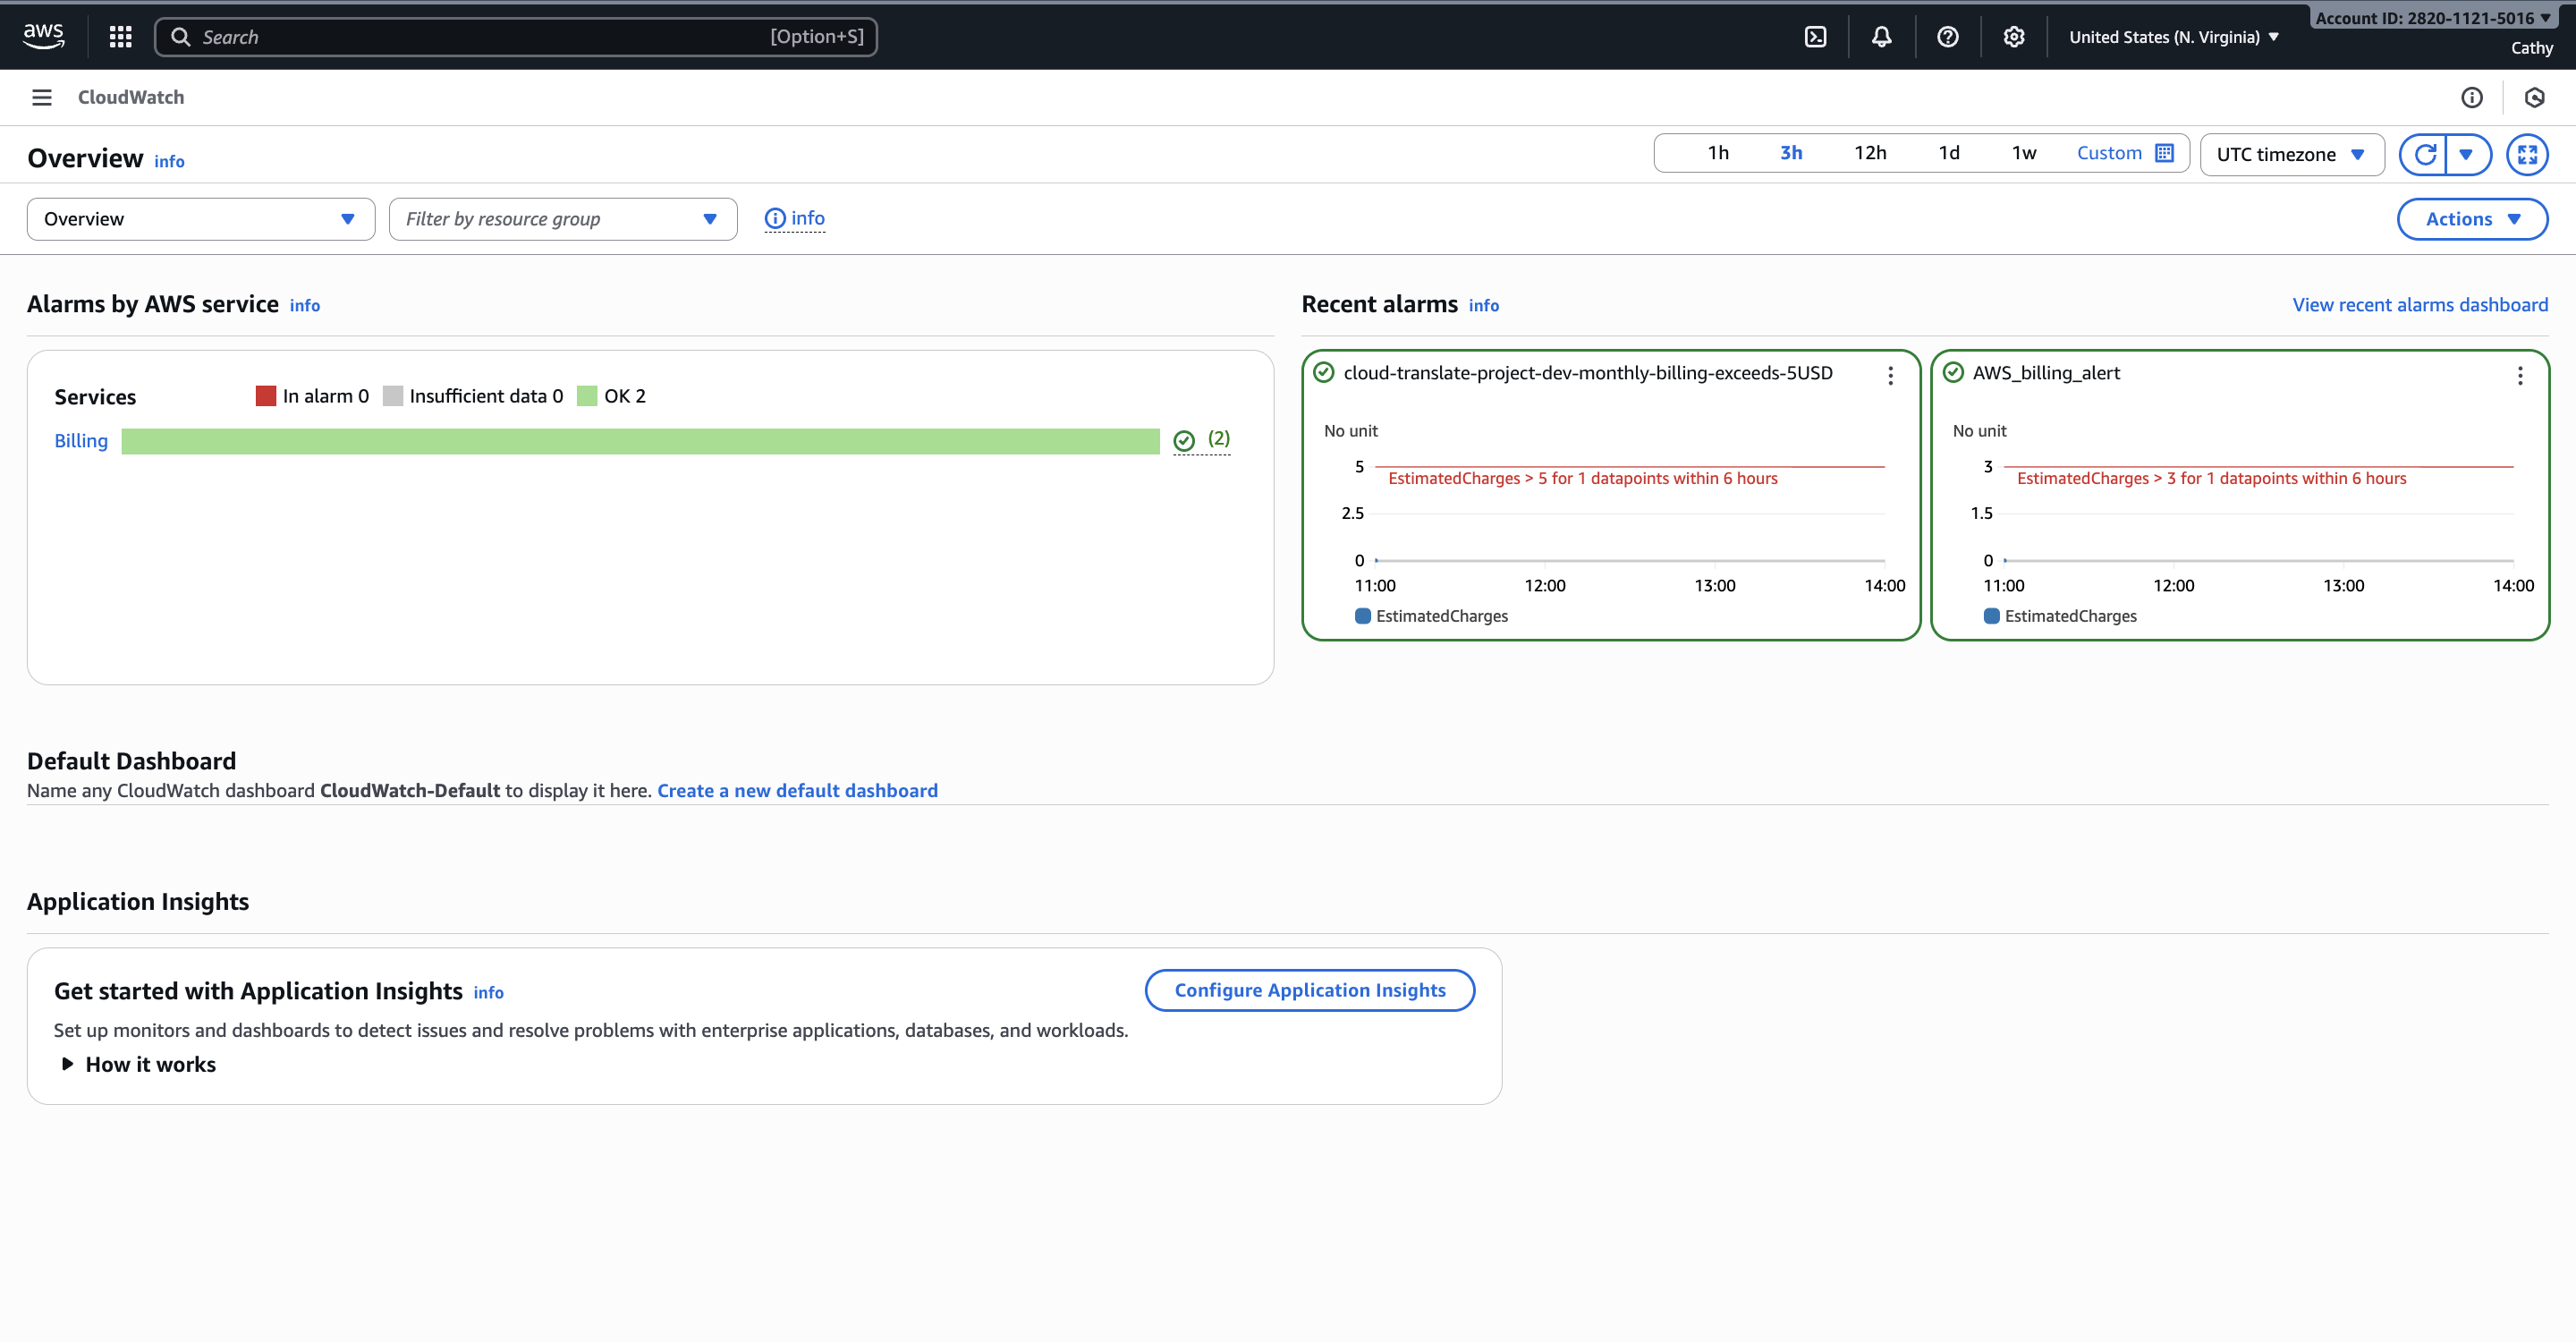 aws
Search [Option+S]
United States (N. Virginia)
Account ID: 2820-1121-5016
Cathy
CloudWatch
Overview info
1h 3h 12h 1d 1w Custom
UTC timezone
Overview
Filter by resource group
info
Actions
Alarms by AWS service info
Services
In alarm 0 Insufficient data 0 OK 2
Billing (2)
Recent alarms info
View recent alarms dashboard
cloud-translate-project-dev-monthly-billing-exceeds-5USD
No unit
5
EstimatedCharges > 5 for 1 datapoints within 6 hours
2.5
0
11:00 12:00 13:00 14:00
EstimatedCharges
AWS_billing_alert
No unit
3
EstimatedCharges > 3 for 1 datapoints within 6 hours
1.5
0
11:00 12:00 13:00 14:00
EstimatedCharges
Default Dashboard
Name any CloudWatch dashboard CloudWatch-Default to display it here. Create a new default dashboard
Application Insights
Get started with Application Insights info
Configure Application Insights
Set up monitors and dashboards to detect issues and resolve problems with enterprise applications, databases, and workloads.
How it works